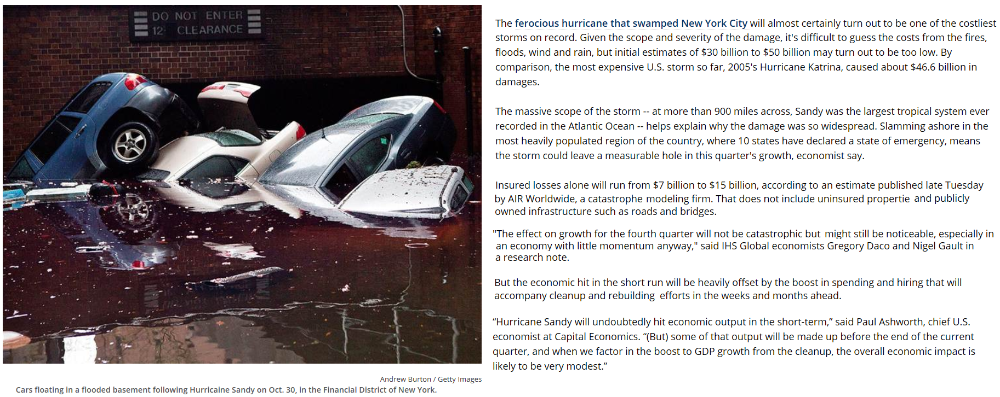 DO NOT ENTER
12' CLEARANCE
Andrew Burton / Getty Images
Cars floating in a flooded basement following Hurricaine Sandy on Oct. 30, in the Financial District of New York.
The ferocious hurricane that swamped New York City will almost certainly turn out to be one of the costliest
storms on record. Given the scope and severity of the damage, it's difficult to guess the costs from the fires,
floods, wind and rain, but initial estimates of $30 billion to $50 billion may turn out to be too low. By
comparison, the most expensive U.S. storm so far, 2005's Hurricane Katrina, caused about $46.6 billion in
damages.
The massive scope of the storm -- at more than 900 miles across, Sandy was the largest tropical system ever
recorded in the Atlantic Ocean -- helps explain why the damage was so widespread. Slamming ashore in the
most heavily populated region of the country, where 10 states have declared a state of emergency, means
the storm could leave a measurable hole in this quarter's growth, economist say.
Insured losses alone will run from $7 billion to $15 billion, according to an estimate published late Tuesday
by AIR Worldwide, a catastrophe modeling firm. That does not include uninsured propertie and publicly
owned infrastructure such as roads and bridges.
"The effect on growth for the fourth quarter will not be catastrophic but might still be noticeable, especially in
an economy with little momentum anyway," said IHS Global economists Gregory Daco and Nigel Gault in
a research note.
But the economic hit in the short run will be heavily offset by the boost in spending and hiring that will
accompany cleanup and rebuilding efforts in the weeks and months ahead.
“Hurricane Sandy will undoubtedly hit economic output in the short-term,” said Paul Ashworth, chief U.S.
economist at Capital Economics. “(But) some of that output will be made up before the end of the current
quarter, and when we factor in the boost to GDP growth from the cleanup, the overall economic impact is
likely to be very modest.”